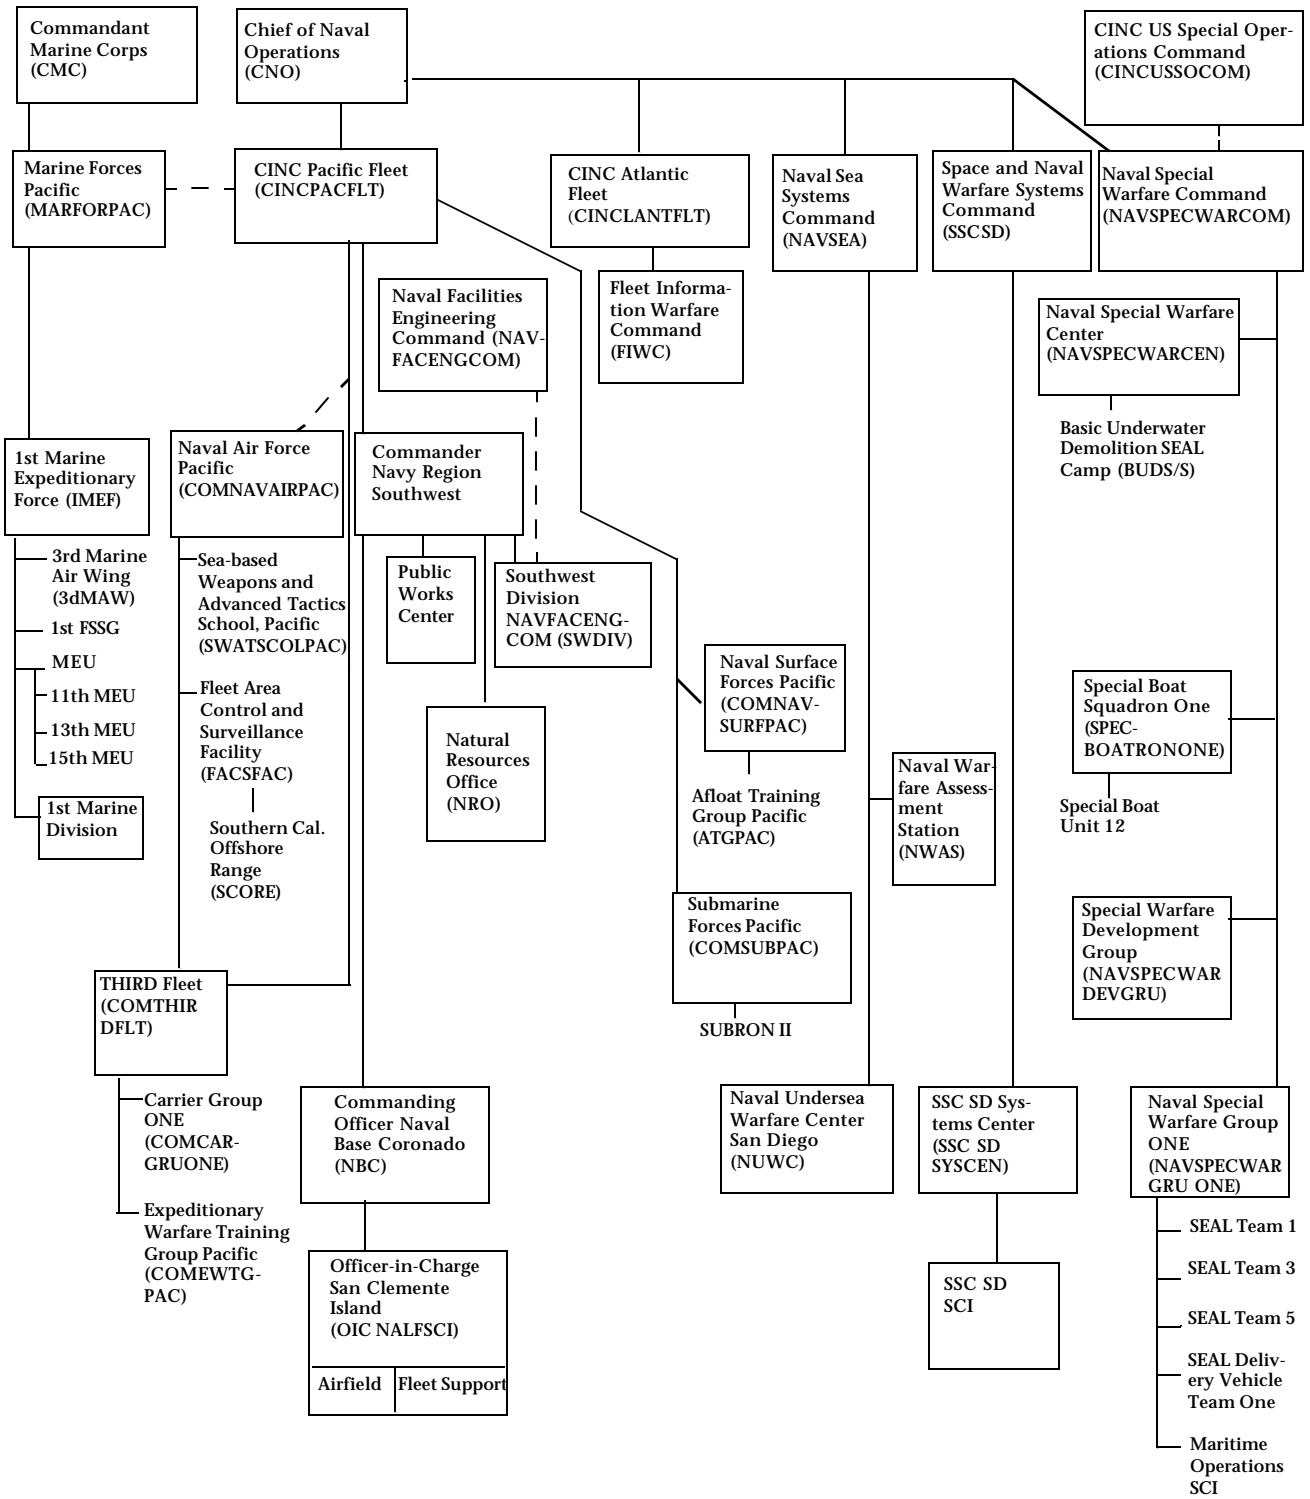 Commandant
Marine Corps
(CMC)
Chief of Naval
Operations
(CNO)
CINC US Special Oper-
ations Command
(CINCUSSOCOM)
Marine Forces
Pacific
(MARFORPAC)
CINC Pacific Fleet
(CINCPACFLT)
CINC Atlantic
Fleet
(CINCLANTFLT)
Naval Sea
Systems
Command
(NAVSEA)
Space and Naval
Warfare Systems
Command
(SSCSD)
Naval Special
Warfare Command
(NAVSPECWARCOM)
Naval Facilities
Engineering
Command (NAV-
FACENGCOM)
Fleet Informa-
tion Warfare
Command
(FIWC)
Naval Special Warfare
Center
(NAVSPECWARCEN)
Basic Underwater
Demolition SEAL
Camp (BUDS/S)
1st Marine
Expeditionary
Force (IMEF)
Naval Air Force
Pacific
(COMNAVAIRPAC)
Commander
Navy Region
Southwest
3rd Marine
Air Wing
(3dMAW)
1st FSSG
MEU
11th MEU
13th MEU
15th MEU
1st Marine
Division
Sea-based
Weapons and
Advanced Tactics
School, Pacific
(SWATSCOLPAC)
Fleet Area
Control and
Surveillance
Facility
(FACSFAC)
Southern Cal.
Offshore
Range
(SCORE)
Public
Works
Center
Southwest
Division
NAVFACENG-
COM (SWDIV)
Natural
Resources
Office
(NRO)
Naval Surface
Forces Pacific
(COMNAV-
SURFPAC)
Afloat Training
Group Pacific
(ATGPAC)
Naval War-
fare Assess-
ment
Station
(NWAS)
Special Boat
Squadron One
(SPEC-
BOATRONONE)
Special Boat
Unit 12
Submarine
Forces Pacific
(COMSUBPAC)
SUBRON II
Special Warfare
Development
Group
(NAVSPECWAR
DEVGRU)
THIRD Fleet
(COMTHIR
DFLT)
Carrier Group
ONE
(COMCAR-
GRUONE)
Expeditionary
Warfare Training
Group Pacific
(COMEWTG-
PAC)
Commanding
Officer Naval
Base Coronado
(NBC)
Officer-in-Charge
San Clemente
Island
(OIC NALFSCI)
Airfield
Fleet Support
Naval Undersea
Warfare Center
San Diego
(NUWC)
SSC SD Sys-
tems Center
(SSC SD
SYSCEN)
SSC SD
SCI
Naval Special
Warfare Group
ONE
(NAVSPECWAR
GRU ONE)
SEAL Team 1
SEAL Team 3
SEAL Team 5
SEAL Deliv-
ery Vehicle
Team One
Maritime
Operations
SCI